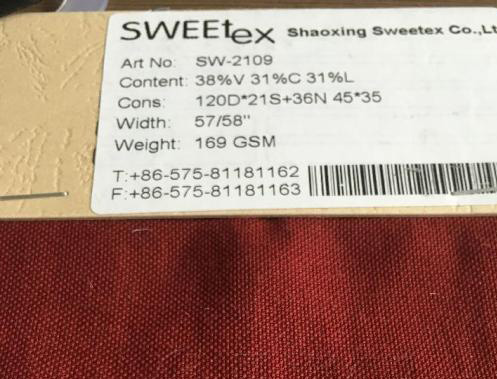 SWEEtex Shaoxing Sweetex Co.,Lt
Art No: SW-2109
Content: 38%V 31%C 31%L
Cons: 120D*21S+36N 45*35
Width: 57/58"
Weight: 169 GSM
T:+86-575-81181162
F:+86-575-81181163